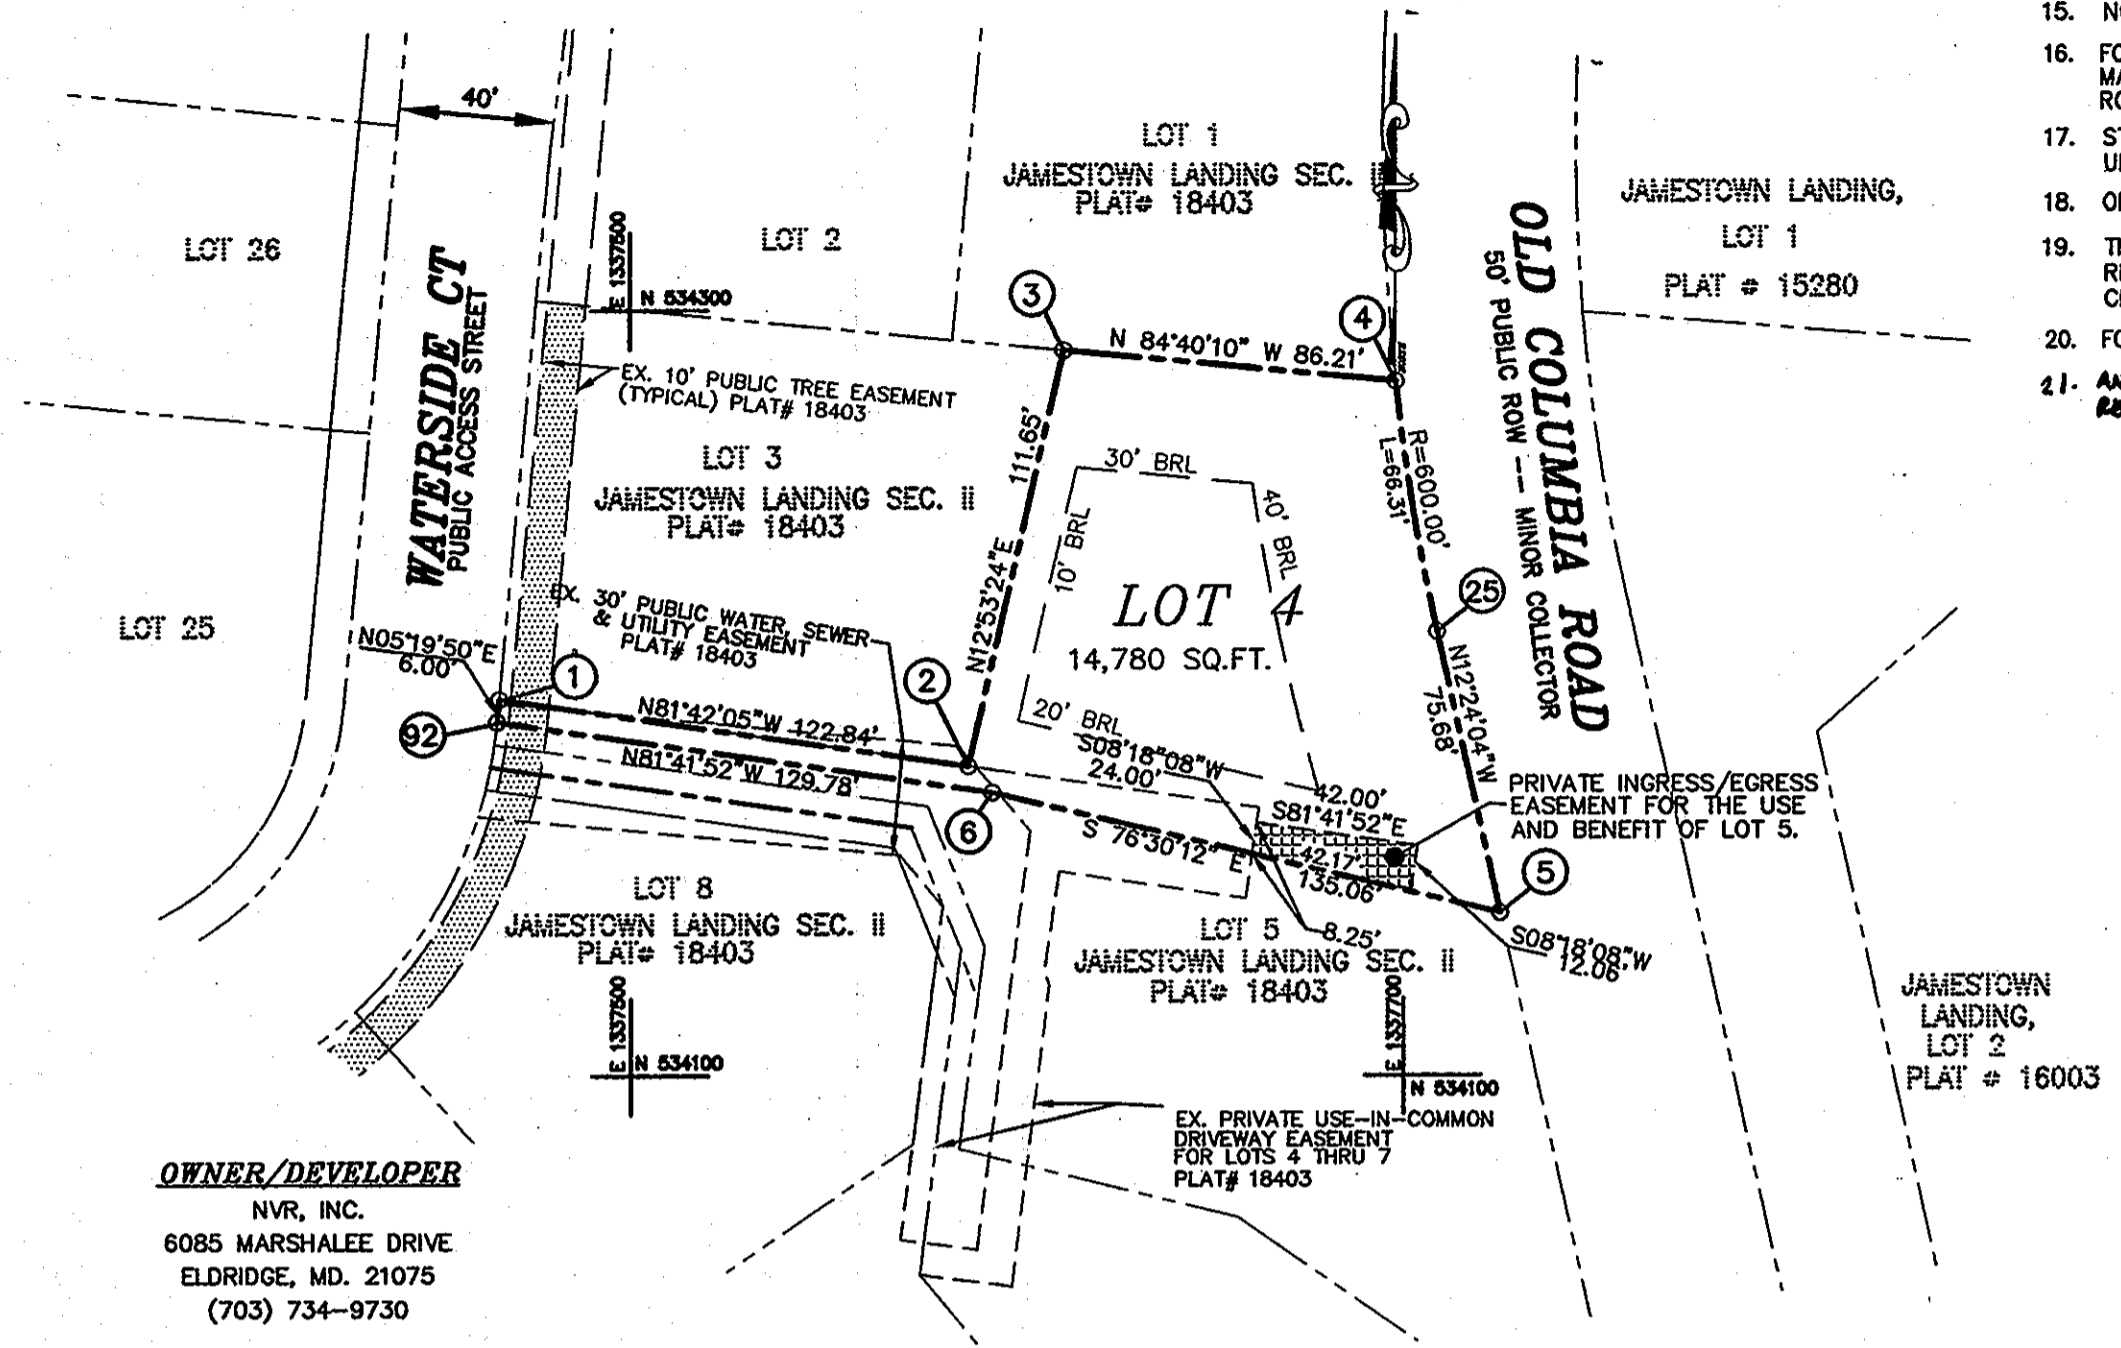 40'
LOT 26
LOT 25
WATERSIDE CT
PUBLIC ACCESS STREET
E 1337500
N 534300
LOT 2
LOT 1
JAMESTOWN LANDING SEC. II
PLAT# 18403
OLD COLUMBIA ROAD
50' PUBLIC ROW -- MINOR COLLECTOR
JAMESTOWN LANDING,
LOT 1
PLAT # 15280
15.
16.
17.
18.
19.
20.
21.
3
4
N 84°40'10" W 86.21'
EX. 10' PUBLIC TREE EASEMENT
(TYPICAL) PLAT# 18403
LOT 3
JAMESTOWN LANDING SEC. II
PLAT# 18403
111.65'
N12°53'24"E
30' BRL
40' BRL
10' BRL
R=600.00'
L=66.31'
LOT 4
14,780 SQ.FT.
25
N12°24'04"W
75.68'
EX. 30' PUBLIC WATER, SEWER
& UTILITY EASEMENT
PLAT# 18403
N05°19'50"E
6.00'
1
2
92
N81°42'05"W 122.84'
N81°41'52"W 129.78'
20' BRL
S08°18"08"W
24.00'
42.00'
S81°41'52"E
PRIVATE INGRESS/EGRESS
EASEMENT FOR THE USE
AND BENEFIT OF LOT 5.
6
S 76°30'12" E
42.17'
135.06'
5
8.25'
S08°18'08"W
12.06'
LOT 8
JAMESTOWN LANDING SEC. II
PLAT# 18403
LOT 5
JAMESTOWN LANDING SEC. II
PLAT# 18403
E 1337500
N 534100
E 1337700
N 534100
JAMESTOWN
LANDING,
LOT 2
PLAT # 16003
EX. PRIVATE USE-IN-COMMON
DRIVEWAY EASEMENT
FOR LOTS 4 THRU 7
PLAT# 18403
OWNER/DEVELOPER
NVR, INC.
6085 MARSHALEE DRIVE
ELDRIDGE, MD. 21075
(703) 734-9730